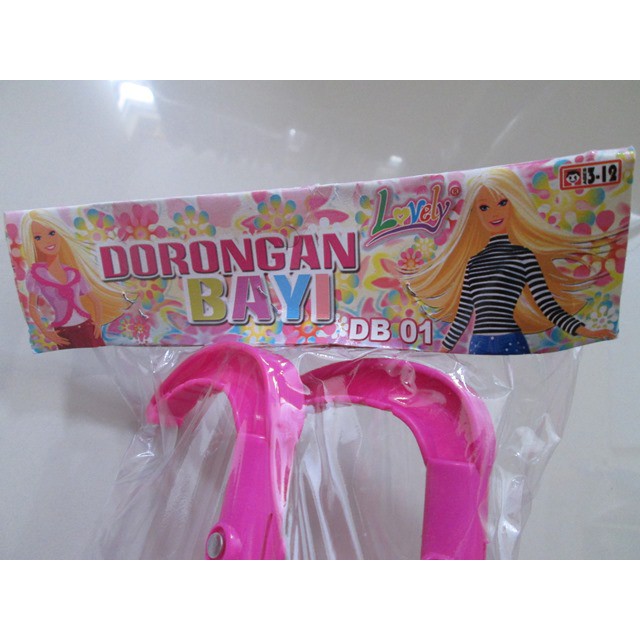 Lovely®
3-12
DORONGAN
BAYI
DB 01